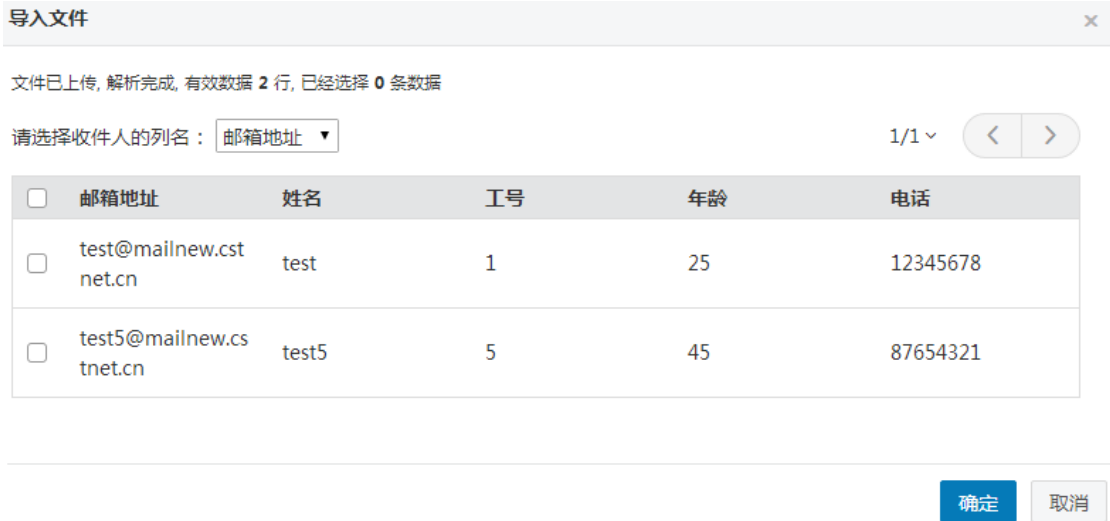 导入文件 ×
文件已上传, 解析完成, 有效数据 2 行, 已经选择 0 条数据
请选择收件人的列名： 邮箱地址 1/1
邮箱地址 姓名 工号 年龄 电话
test@mailnew.cst
net.cn test 1 25 12345678
test5@mailnew.cs
tnet.cn test5 5 45 87654321
确定 取消